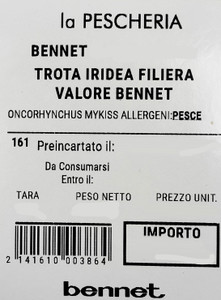 la PESCHERIA
BENNET
TROTA IRIDEA FILIERA
VALORE BENNET
ONCORHYNCHUS MYKISS ALLERGENI:PESCE
161 Preincartato il:
Da Consumarsi
Entro il:
TARA PESO NETTO PREZZO UNIT.
IMPORTO
2 141610 003864
bennet